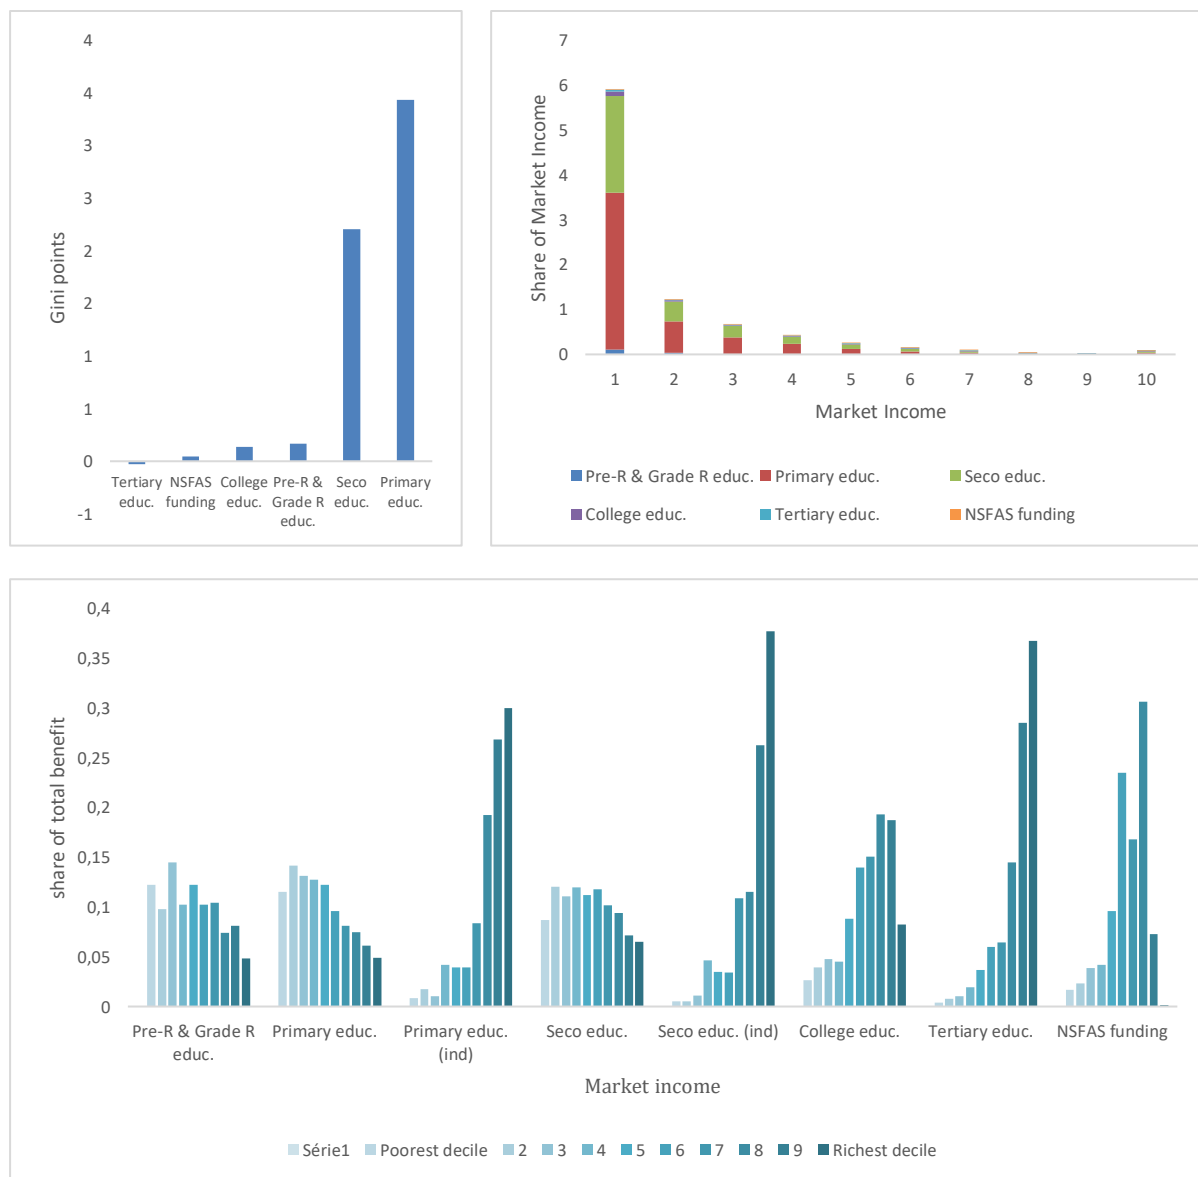 4
4
3
3
2
2
1
1
0
-1
Gini points
Tertiary educ.
NSFAS funding
College educ.
Pre-R & Grade R educ.
Seco educ.
Primary educ.
7
6
5
4
3
2
1
0
Share of Market Income
1 2 3 4 5 6 7 8 9 10
Market Income
Pre-R & Grade R educ. Primary educ. Seco educ.
College educ. Tertiary educ. NSFAS funding
0,4
0,35
0,3
0,25
0,2
0,15
0,1
0,05
0
share of total benefit
Pre-R & Grade R educ.
Primary educ.
Primary educ. (ind)
Seco educ.
Seco educ. (ind)
College educ.
Tertiary educ.
NSFAS funding
Market income
Série1 Poorest decile 2 3 4 5 6 7 8 9 Richest decile